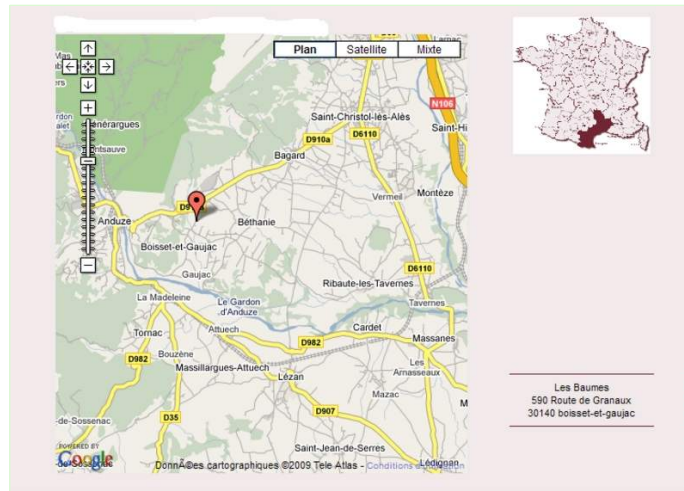 Plan Satellite Mixte
N106
Saint-Christol-les-Alès
D910a D6110
Saint-Hi
Bagard
Vermeil Montèze
Anduze
Béthanie
Boisset-et-Gaujac
Gaujac
D6110
Ribaute-les-Tavernes
La Madeleine
Le Gardon
d'Anduze
Tavernes
Tornac Attuech Cardet
D982 Massanes
D982 Bouzène
Massillargues-Attuech
Les
Arnasseaux
Lézan
Mazac
D35 D907
-de-Sossenac
Saint-Jean-de-Serres
POWERED BY
Google
DonnÃ©es cartographiques ©2009 Tele Atlas -
Lédignan
Les Baumes
590 Route de Granaux
30140 boisset-et-gaujac